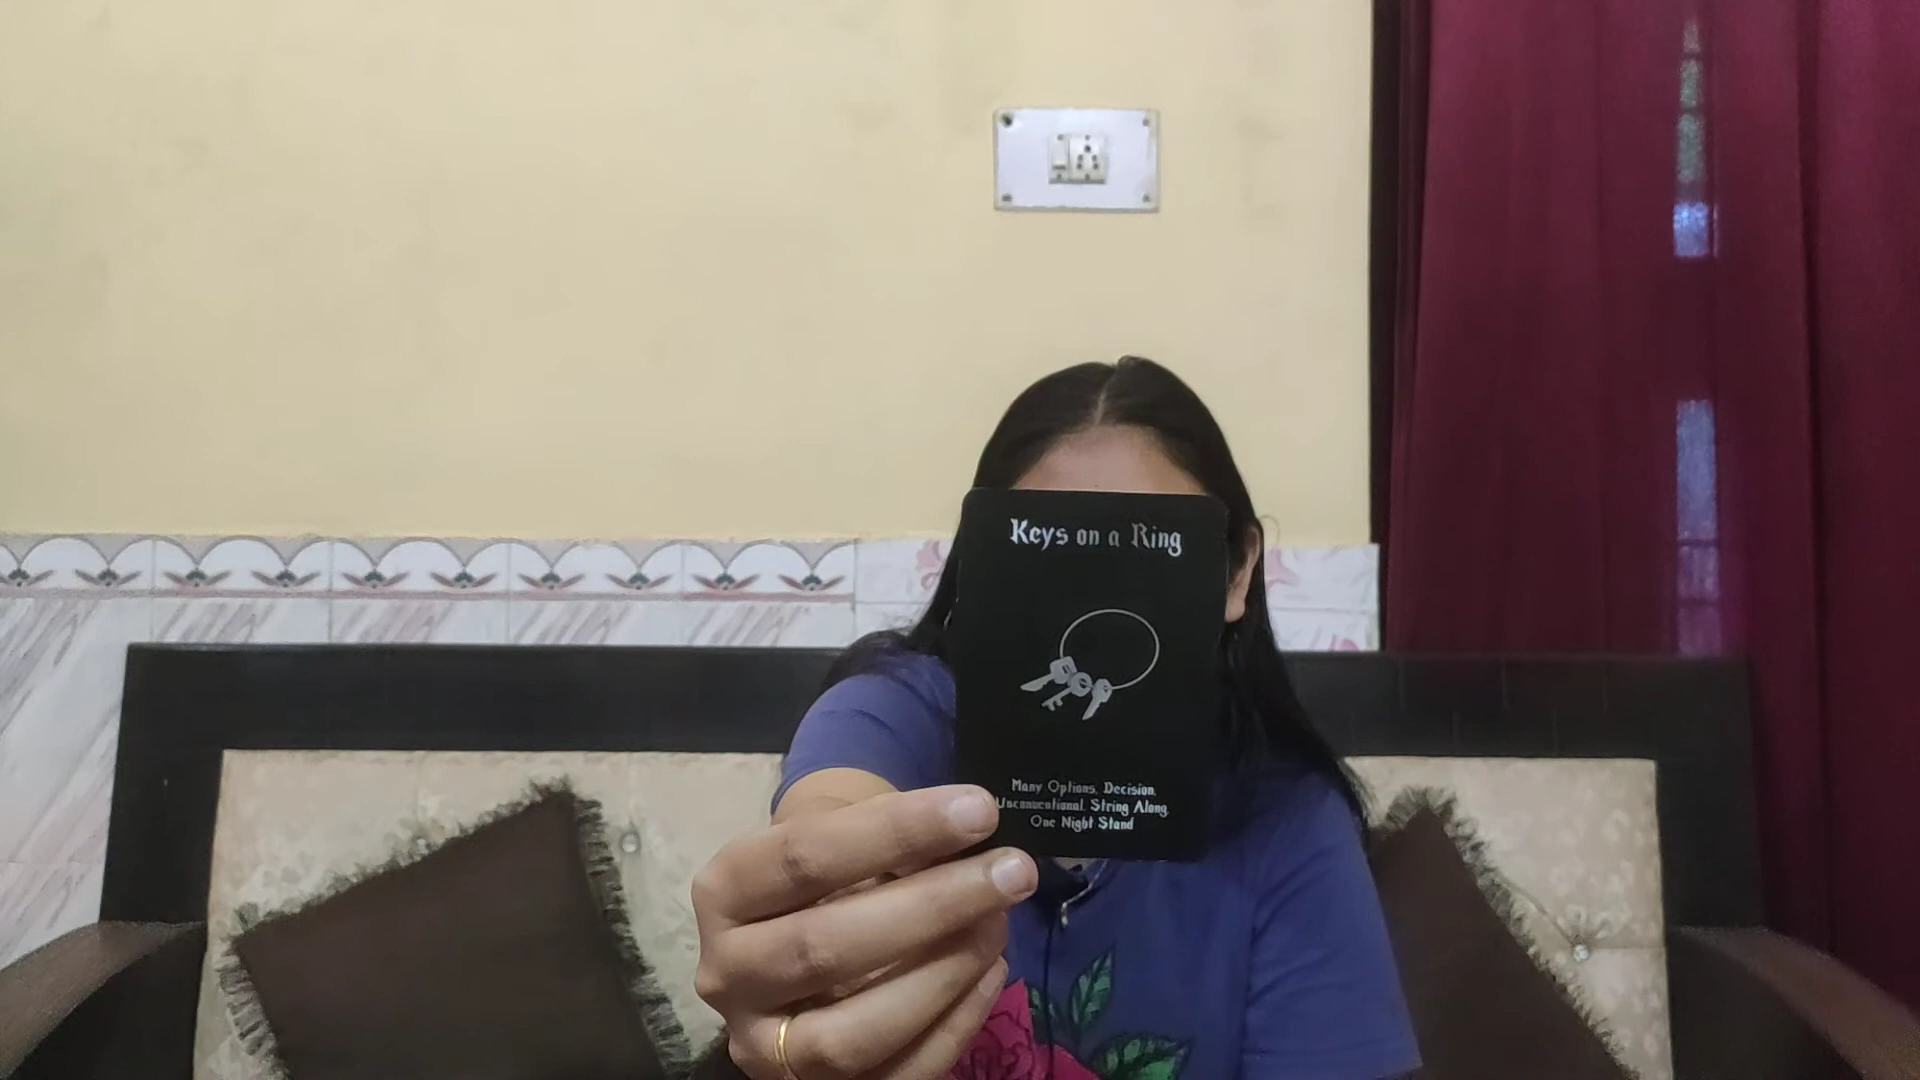 Keys on a Ring
Many Options, Decision,
Unconventional, String Along,
One Night Stand